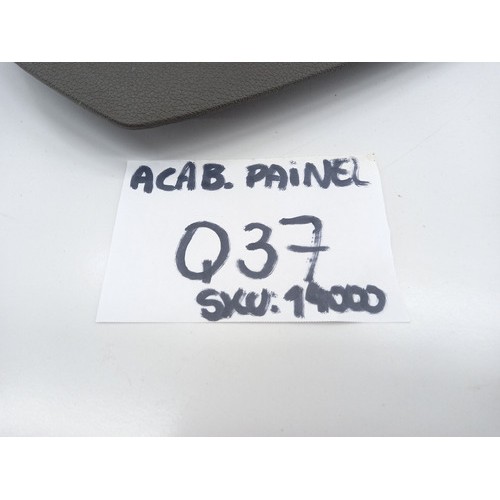 ACAB. PAiNEL
Q37
SKU: 14000